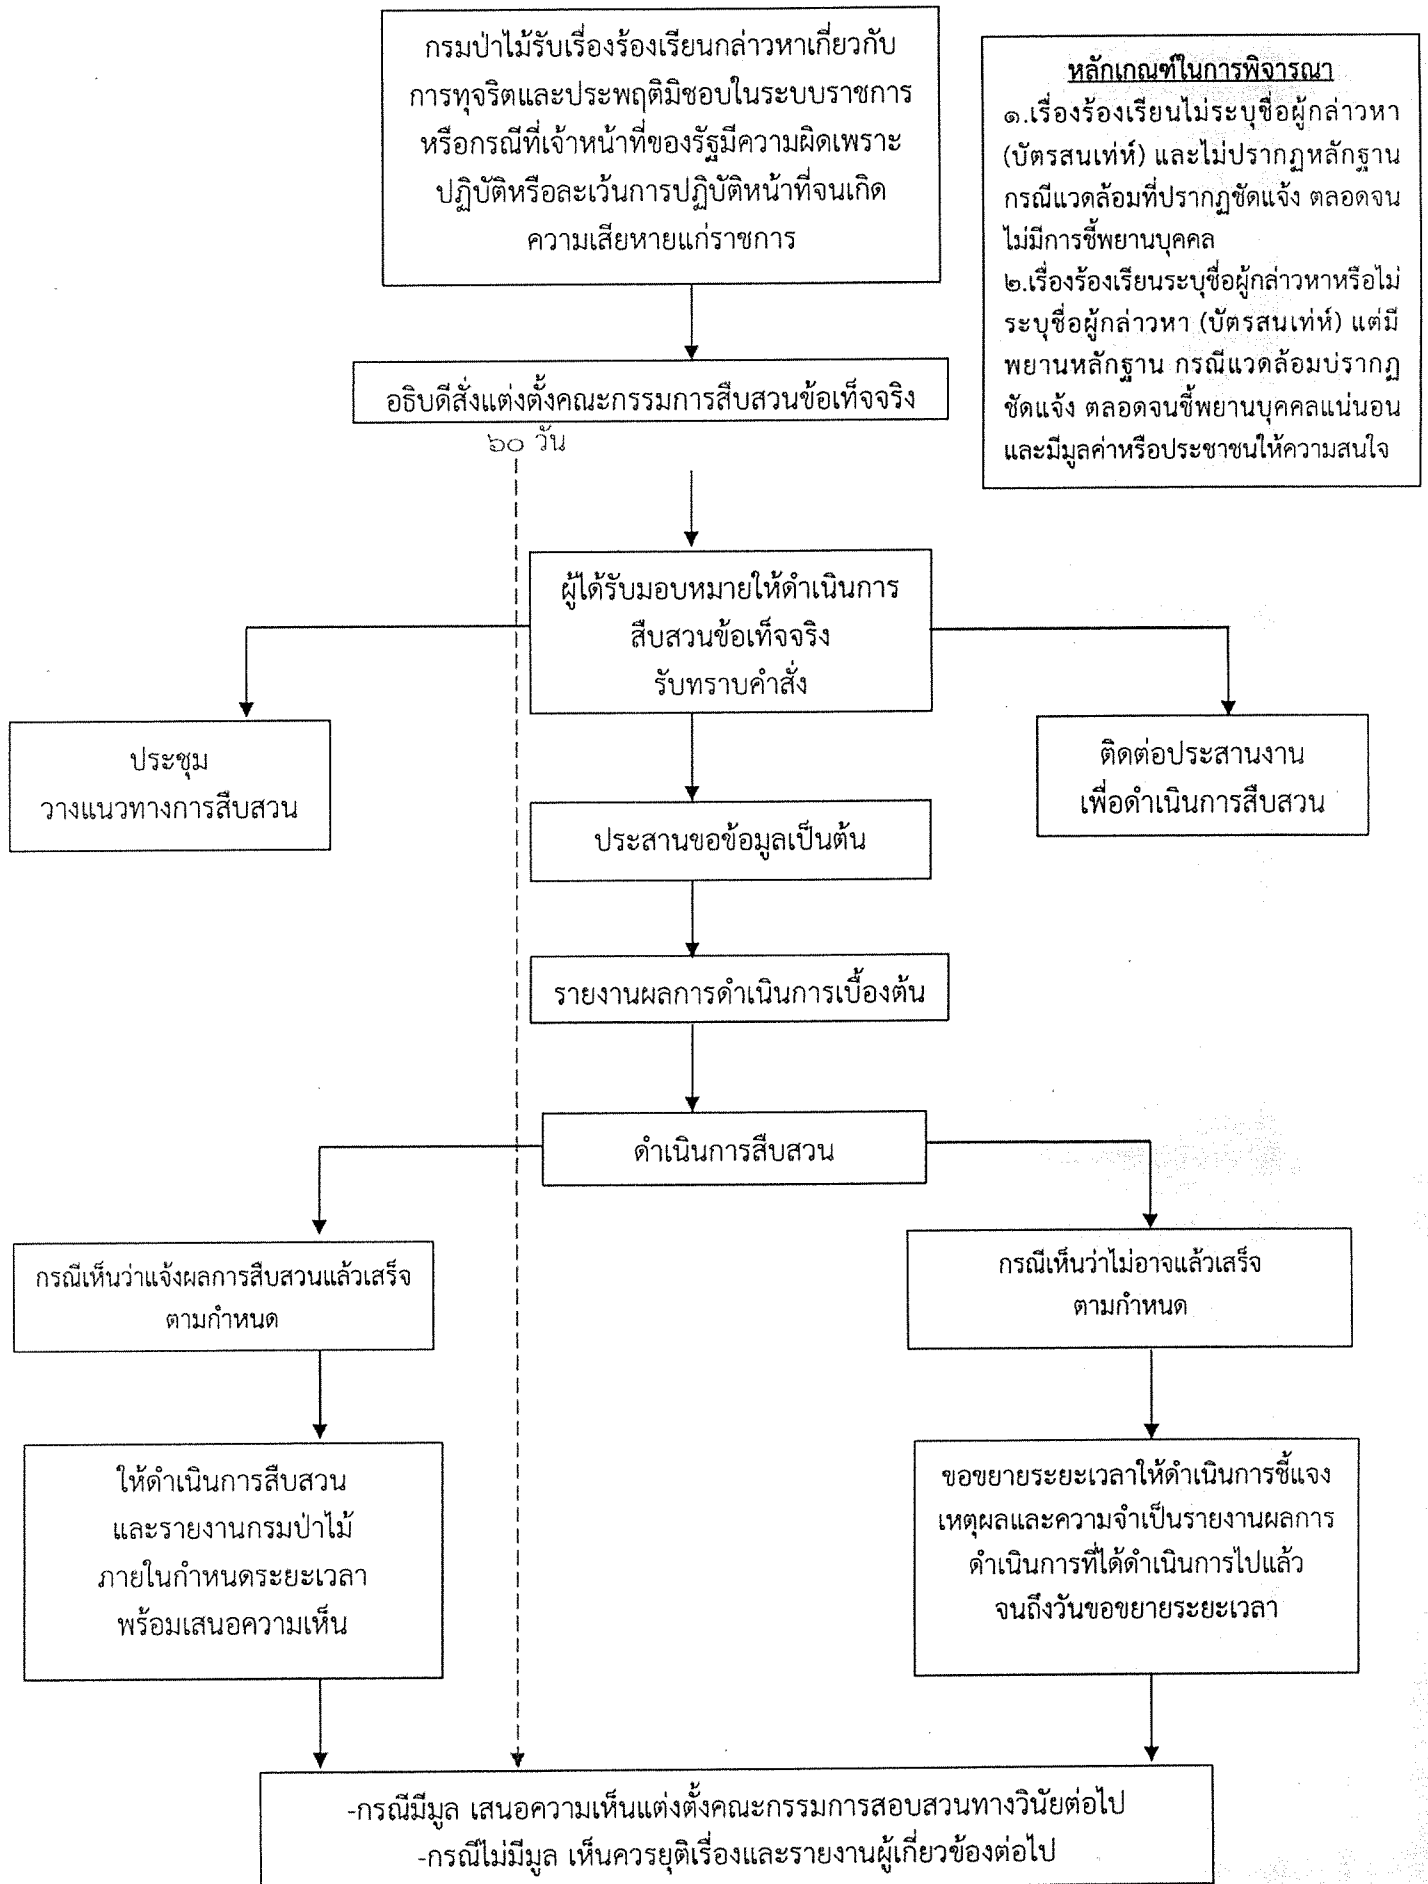 กรมป่าไม้รับเรื่องร้องเรียนกล่าวหาเกี่ยวกับ
การทุจริตและประพฤติมิชอบในระบบราชการ
หรือกรณีที่เจ้าหน้าที่ของรัฐมีความผิดเพราะ
ปฏิบัติหรือละเว้นการปฏิบัติหน้าที่จนเกิด
ความเสียหายแก่ราชการ
หลักเกณฑ์ในการพิจารณา
๑.เรื่องร้องเรียนไม่ระบุชื่อผู้กล่าวหา
(บัตรสนเท่ห์) และไม่ปรากฏหลักฐาน
กรณีแวดล้อมที่ปรากฏชัดแจ้ง ตลอดจน
ไม่มีการชี้พยานบุคคล
๒.เรื่องร้องเรียนระบุชื่อผู้กล่าวหาหรือไม่
ระบุชื่อผู้กล่าวหา (บัตรสนเท่ห์) แต่มี
พยานหลักฐาน กรณีแวดล้อมปรากฏ
ชัดแจ้ง ตลอดจนชี้พยานบุคคลแน่นอน
และมีมูลค่าหรือประชาชนให้ความสนใจ
อธิบดีสั่งแต่งตั้งคณะกรรมการสืบสวนข้อเท็จจริง
๖๐ วัน
ผู้ได้รับมอบหมายให้ดำเนินการ
สืบสวนข้อเท็จจริง
รับทราบคำสั่ง
ประชุม
วางแนวทางการสืบสวน
ติดต่อประสานงาน
เพื่อดำเนินการสืบสวน
ประสานขอข้อมูลเป็นต้น
รายงานผลการดำเนินการเบื้องต้น
ดำเนินการสืบสวน
กรณีเห็นว่าแจ้งผลการสืบสวนแล้วเสร็จ
ตามกำหนด
กรณีเห็นว่าไม่อาจแล้วเสร็จ
ตามกำหนด
ให้ดำเนินการสืบสวน
และรายงานกรมป่าไม้
ภายในกำหนดระยะเวลา
พร้อมเสนอความเห็น
ขอขยายระยะเวลาให้ดำเนินการชี้แจง
เหตุผลและความจำเป็นรายงานผลการ
ดำเนินการที่ได้ดำเนินการไปแล้ว
จนถึงวันขอขยายระยะเวลา
-กรณีมีมูล เสนอความเห็นแต่งตั้งคณะกรรมการสอบสวนทางวินัยต่อไป
-กรณีไม่มีมูล เห็นควรยุติเรื่องและรายงานผู้เกี่ยวข้องต่อไป